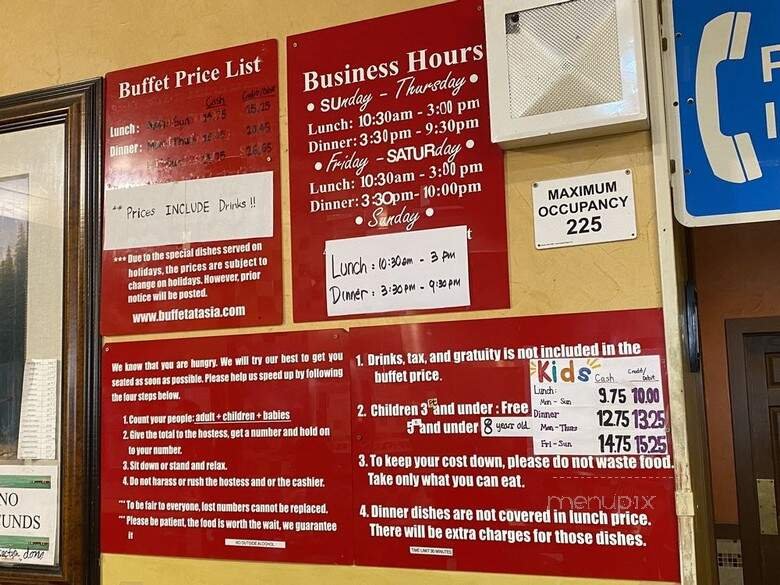 Buffet Price List
Cash Credit/Debit
Lunch: Mon - Sun 15.25
Dinner: 20.45
** Prices INCLUDE Drinks !!
*** Due to the special dishes served on
holidays, the prices are subject to
change on holidays. However, prior
notice will be posted.
www.buffetatasia.com
Business Hours
• SUnday - Thursday •
Lunch: 10:30am - 3:00 pm
Dinner: 3:30pm - 9:30pm
• Friday - SATURday •
Lunch: 10:30am - 3:00 pm
Dinner: 3:30pm- 10:00pm
• Sunday •
Lunch : 10:30am - 3 pm
Dinner : 3:30pm - 9:30pm
MAXIMUM
OCCUPANCY
225
We know that you are hungry. We will try our best to get you
seated as soon as possible. Please help us speed up by following
the four steps below.
1. Count your people: adult + children + babies
2. Give the total to the hostess, get a number and hold on
to your number.
3. Sit down or stand and relax.
4. Do not harass or rush the hostess and or the cashier.
*** To be fair to everyone, lost numbers cannot be replaced.
*** Please be patient, the food is worth the wait, we guarantee
it
NO OUTSIDE ALCOHOL
1. Drinks, tax, and gratuity is not included in the
buffet price.
2. Children 3 and under : Free
5 and under 8 years old
Kids Cash Credit/Debit
Lunch:
Mon - Sun 9.75 10.00
Dinner
Mon - Thurs 12.75 13.25
Fri - Sun 14.75 15.25
3. To keep your cost down, please do not waste food.
Take only what you can eat.
4. Dinner dishes are not covered in lunch price.
There will be extra charges for those dishes.
TIME LIMIT 90 MINUTES
menupix
NO
UNDS
done